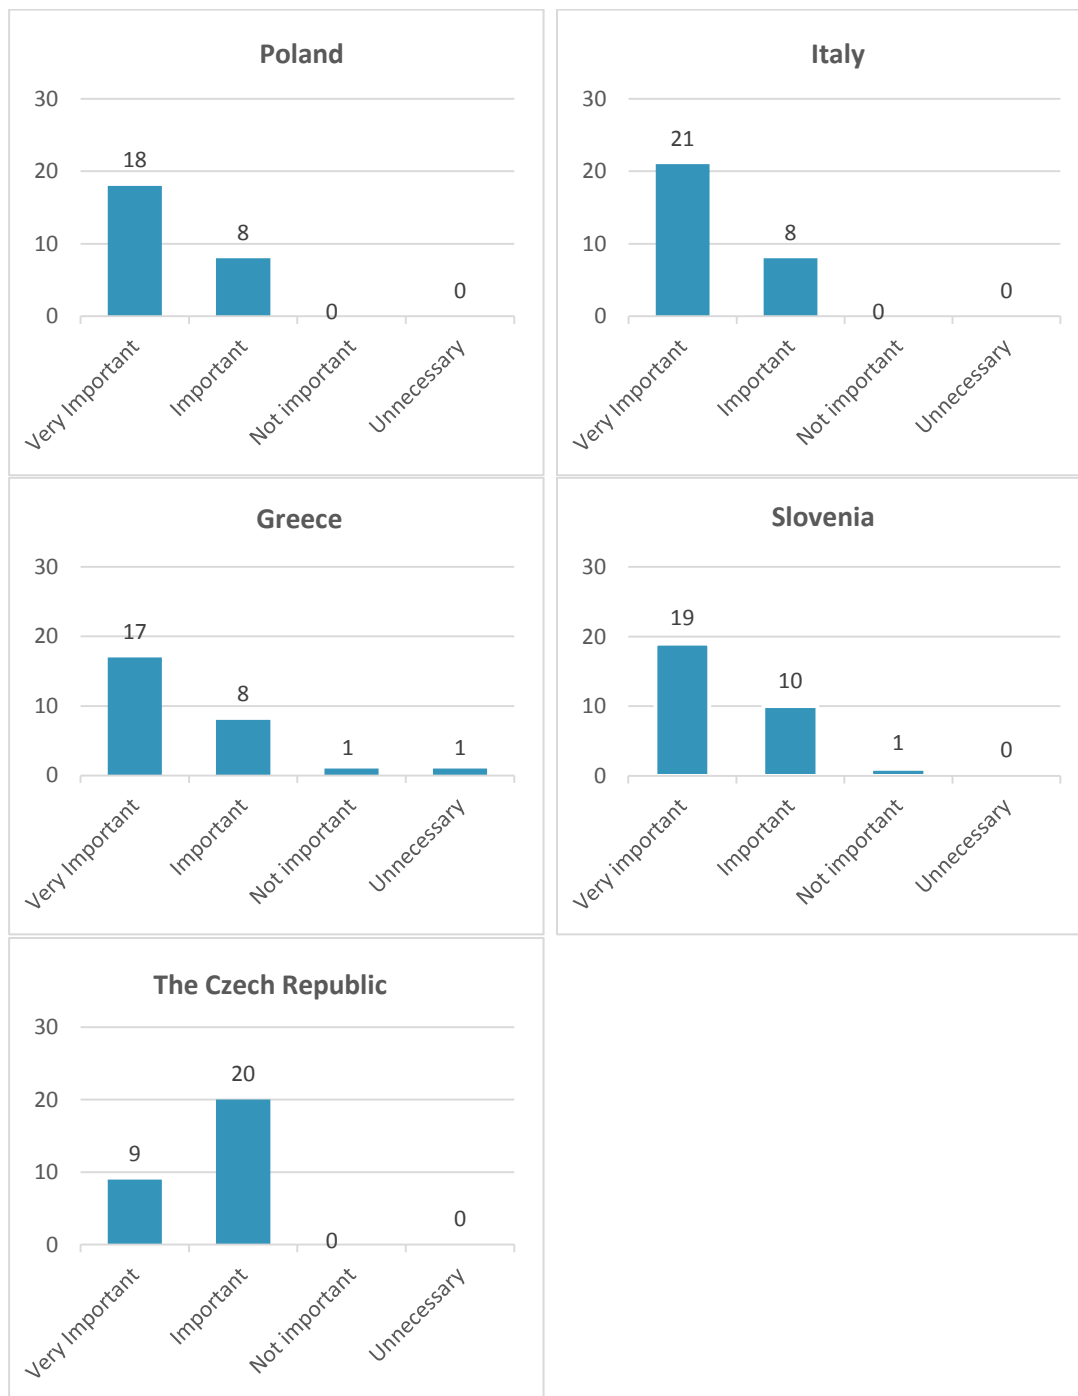 Poland
30
20
10
0
18
8
0
0
Very Important
Important
Not important
Unnecessary
Italy
30
20
10
0
21
8
0
0
Very Important
Important
Not important
Unnecessary
Greece
30
20
10
0
17
8
1
1
Very Important
Important
Not important
Unnecessary
Slovenia
30
20
10
0
19
10
1
0
Very important
Important
Not important
Unnecessary
The Czech Republic
30
20
10
0
9
20
0
0
Very Important
Important
Not important
Unnecessary